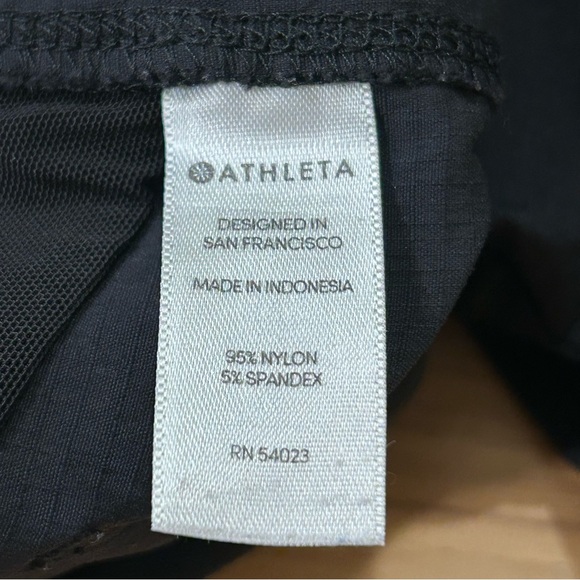 ATHLETA
DESIGNED IN
SAN FRANCISCO
MADE IN INDONESIA
95% NYLON
5% SPANDEX
RN 54023